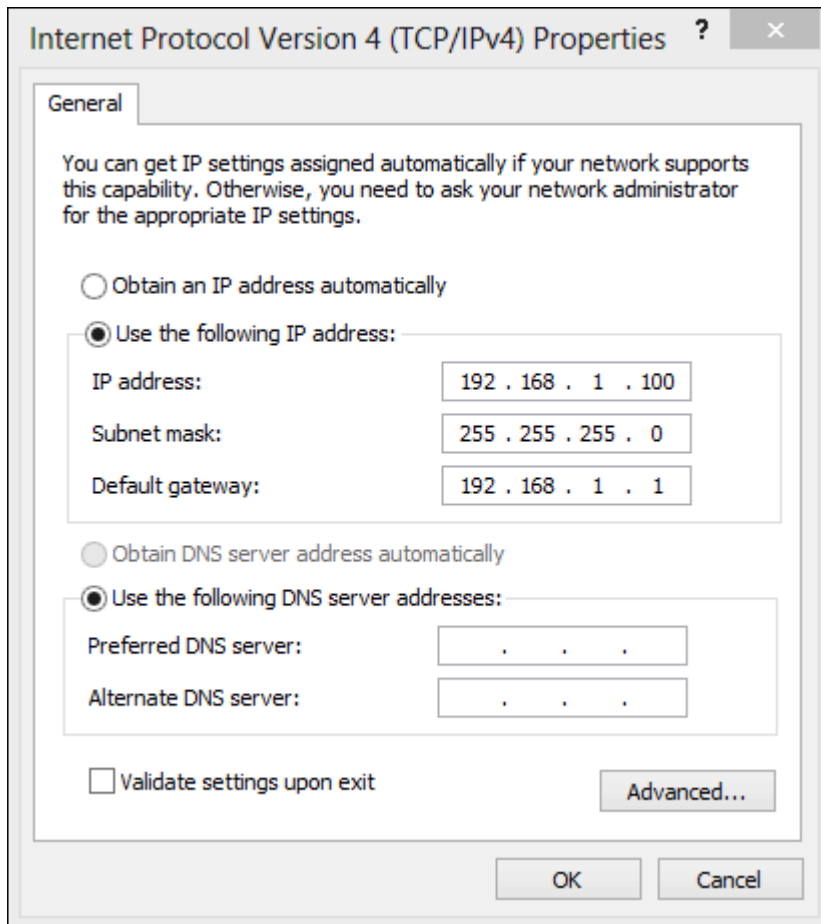 Internet Protocol Version 4 (TCP/IPv4) Properties ? ×
General
You can get IP settings assigned automatically if your network supports
this capability. Otherwise, you need to ask your network administrator
for the appropriate IP settings.
Obtain an IP address automatically
Use the following IP address:
IP address: 192 . 168 . 1 . 100
Subnet mask: 255 . 255 . 255 . 0
Default gateway: 192 . 168 . 1 . 1
Obtain DNS server address automatically
Use the following DNS server addresses:
Preferred DNS server: . . .
Alternate DNS server: . . .
Validate settings upon exit
Advanced...
OK Cancel